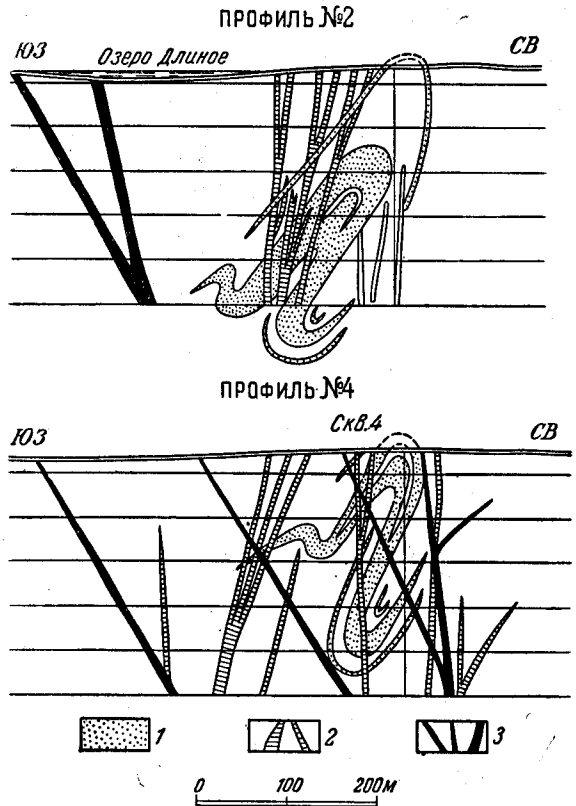 ПРОФИЛЬ №2
ЮЗ Озеро Длиное СВ
ПРОФИЛЬ №4
ЮЗ Скв.4 СВ
1 2 3
0 100 200м